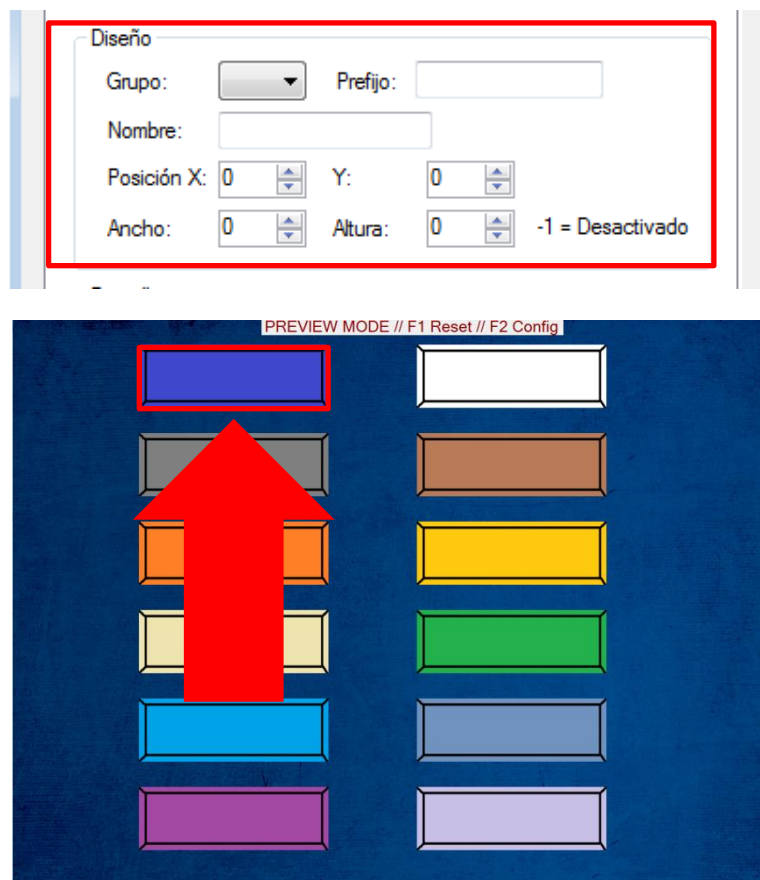 Diseño
Grupo: Prefijo:
Nombre:
Posición X: 0 Y: 0
Ancho: 0 Altura: 0 -1 = Desactivado
PREVIEW MODE // F1 Reset // F2 Config